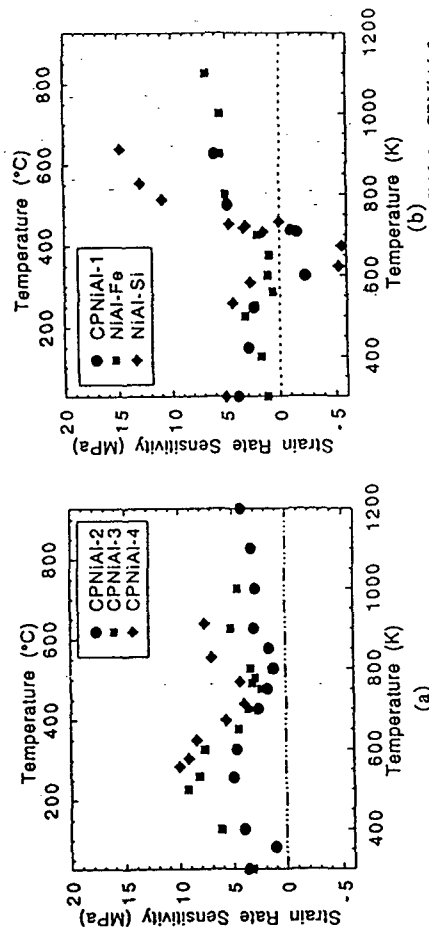 Temperature (°C)
200 400 600 800
20
15
10
5
0
-5
Strain Rate Sensitivity (MPa)
CPNiAl-2
CPNiAl-3
CPNiAl-4
400 600 800 1000 1200
Temperature (K)
(a)
Temperature (°C)
200 400 600 800
20
15
10
5
0
-5
Strain Rate Sensitivity (MPa)
CPNiAl-1
NiAl-Fe
NiAl-Si
400 600 800 1000 1200
Temperature (K)
(b)